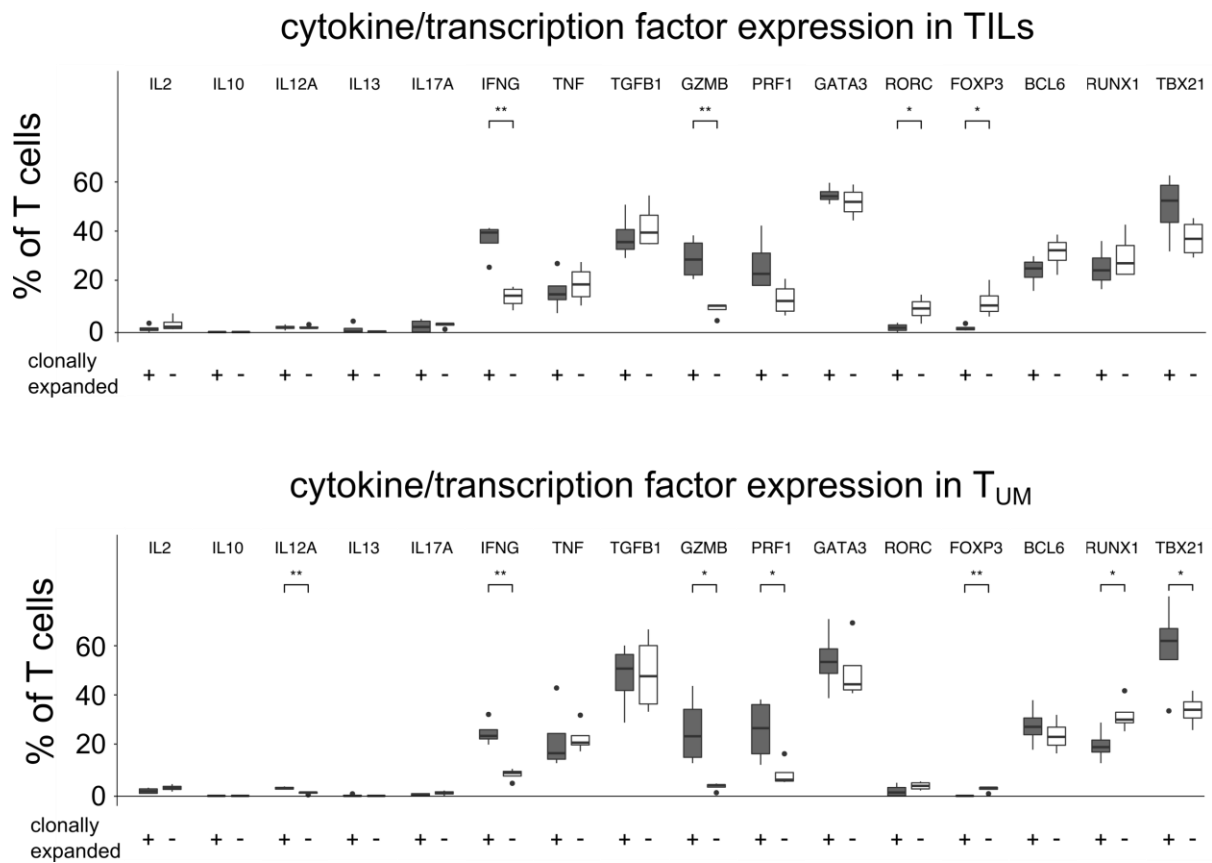 cytokine/transcription factor expression in TILs
IL2 IL10 IL12A IL13 IL17A IFNG TNF TGFB1 GZMB PRF1 GATA3 RORC FOXP3 BCL6 RUNX1 TBX21
** ** * *
% of T cells
60
40
20
0
clonally
expanded
+ - + - + - + - + - + - + - + - + - + - + - + - + - + - + - + -
cytokine/transcription factor expression in TUM
IL2 IL10 IL12A IL13 IL17A IFNG TNF TGFB1 GZMB PRF1 GATA3 RORC FOXP3 BCL6 RUNX1 TBX21
** ** * * ** * *
% of T cells
60
40
20
0
clonally
expanded
+ - + - + - + - + - + - + - + - + - + - + - + - + - + - + - + -